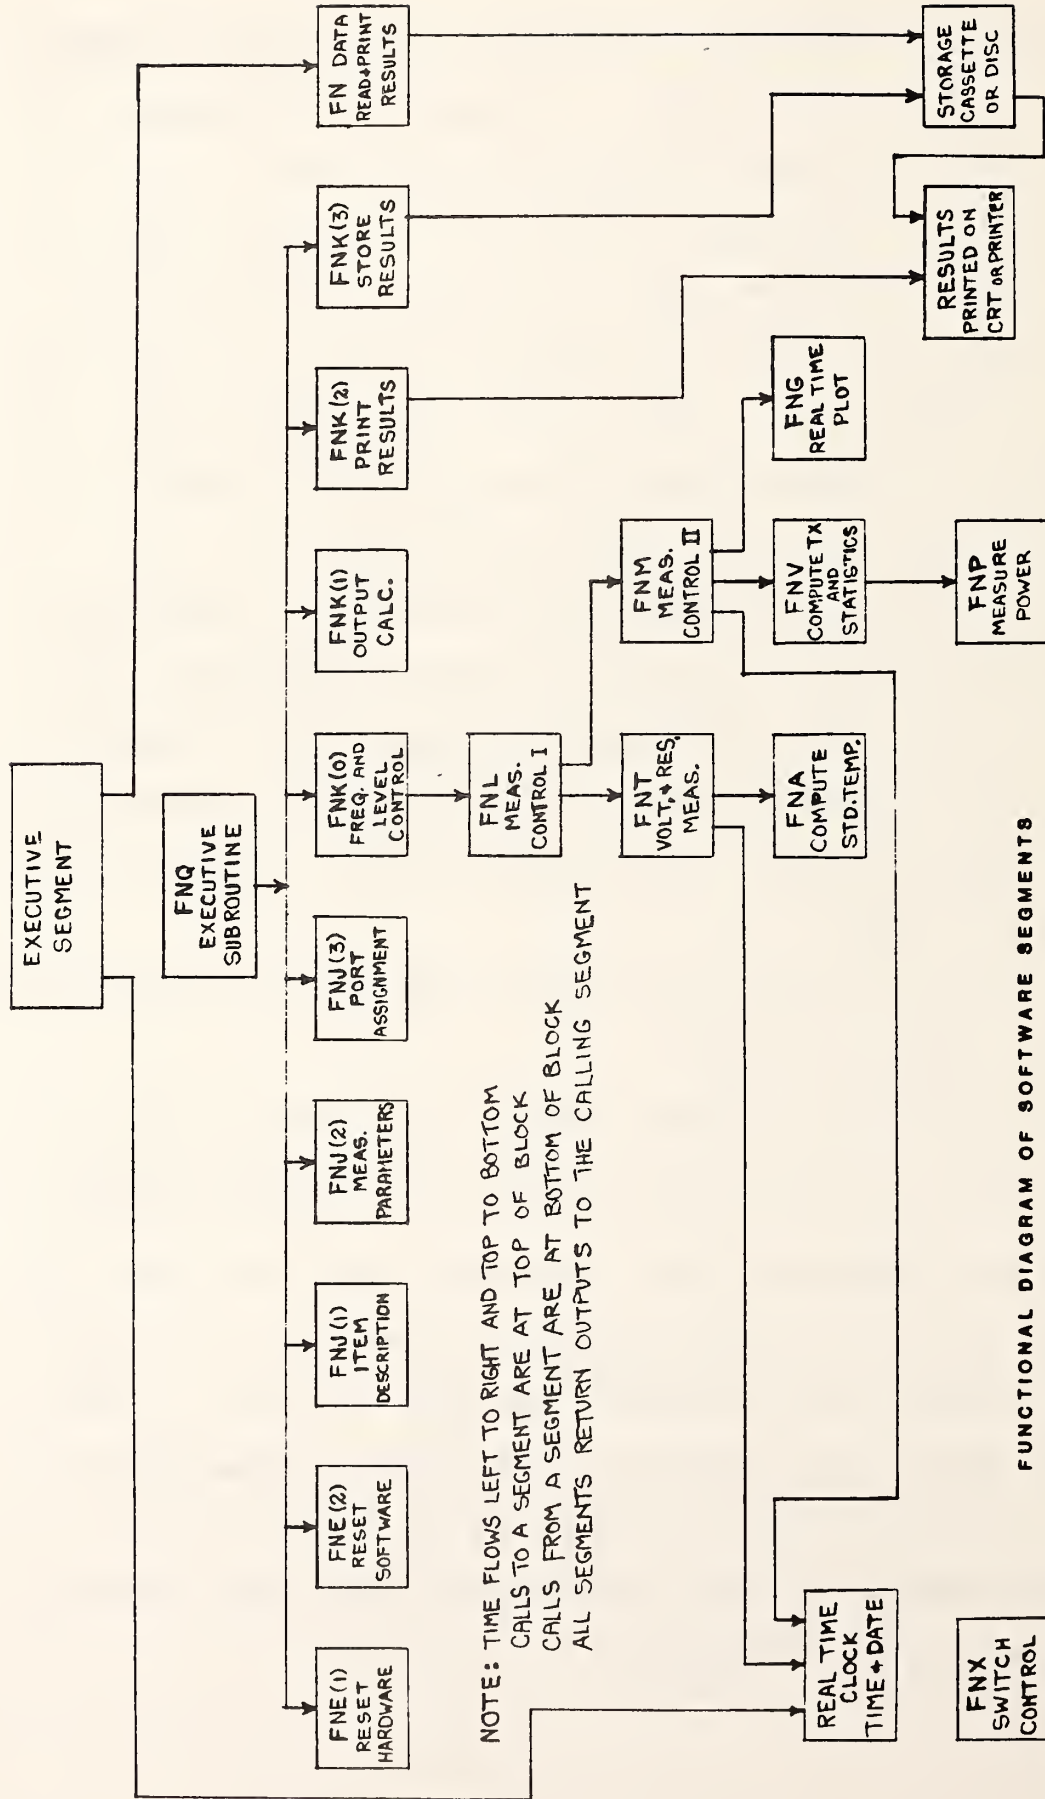 EXECUTIVE
SEGMENT
FNQ
EXECUTIVE
SUBROUTINE
FNE(1)
RESET
HARDWARE
FNE(2)
RESET
SOFTWARE
FNJ(1)
ITEM
DESCRIPTION
FNJ(2)
MEAS.
PARAMETERS
FNJ(3)
PORT
ASSIGNMENT
FNK(0)
FREQ. AND
LEVEL
CONTROL
FNK(1)
OUTPUT
CALC.
FNK(2)
PRINT
RESULTS
FNK(3)
STORE
RESULTS
FN DATA
READ+PRINT
RESULTS
NOTE: TIME FLOWS LEFT TO RIGHT AND TOP TO BOTTOM
CALLS TO A SEGMENT ARE AT TOP OF BLOCK
CALLS FROM A SEGMENT ARE AT BOTTOM OF BLOCK
ALL SEGMENTS RETURN OUTPUTS TO THE CALLING SEGMENT
FNL
MEAS.
CONTROL I
FNT
VOLT, + RES,
MEAS.
FNM
MEAS.
CONTROL II
REAL TIME
CLOCK
TIME + DATE
FNA
COMPUTE
STD.TEMP.
FNV
COMPUTE TX
AND
STATISTICS
FNG
REAL TIME
PLOT
RESULTS
PRINTED ON
CRT OR PRINTER
STORAGE
CASSETTE
OR DISC
FNX
SWITCH
CONTROL
FNP
MEASURE
POWER
FUNCTIONAL DIAGRAM OF SOFTWARE SEGMENTS